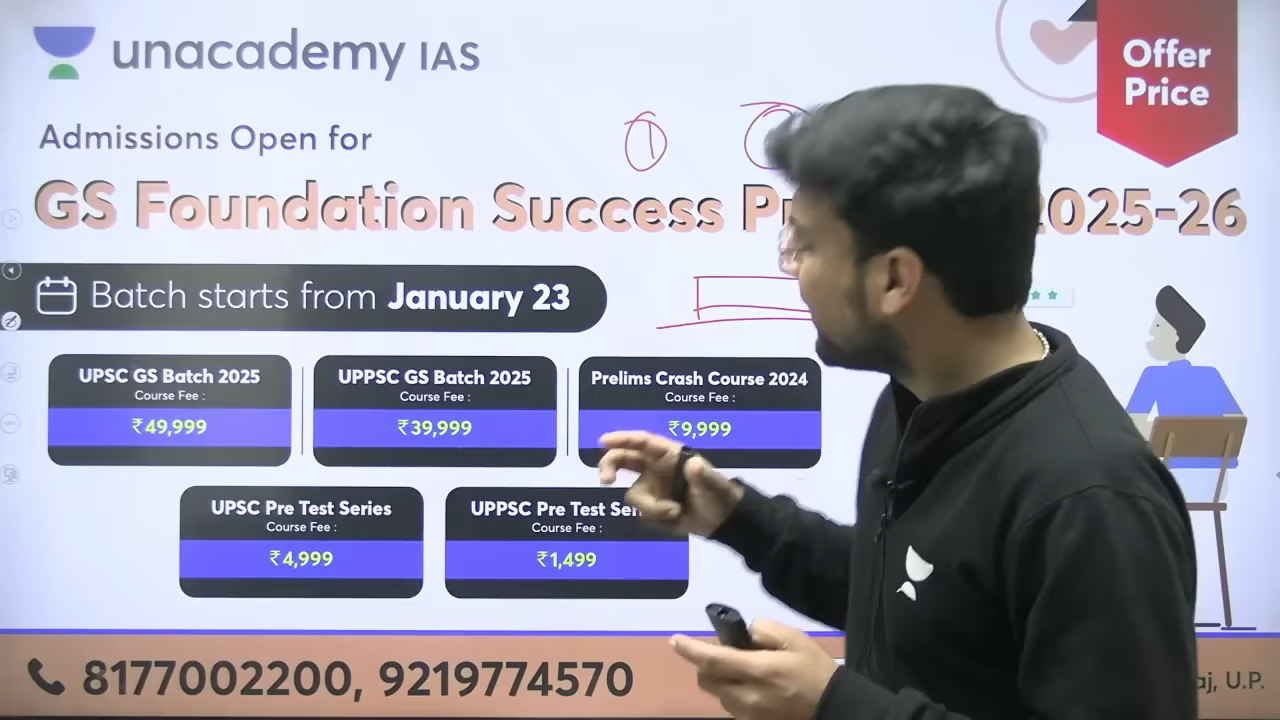 unacademy IAS
Offer
Price
Admissions Open for
GS Foundation Success 2025-26
Batch starts from January 23
UPSC GS Batch 2025
Course Fee :
₹49,999
UPPSC GS Batch 2025
Course Fee :
₹39,999
Prelims Crash Course 2024
Course Fee :
₹9,999
UPSC Pre Test Series
Course Fee :
₹4,999
UPPSC Pre Test
Course Fee :
₹1,499
8177002200, 9219774570
U.P.